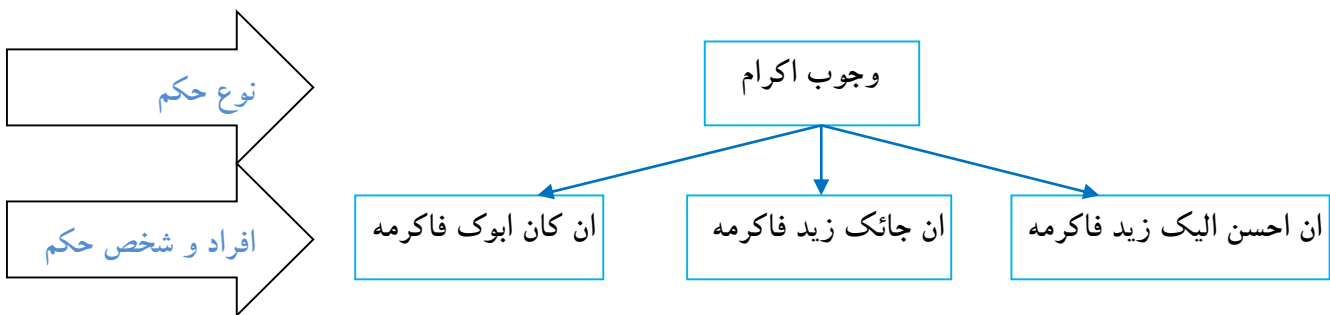 وجوب اکرام
نوع حکم
ان احسن الیک زید فاکرمه
ان جائک زید فاکرمه
ان کان ابوک فاکرمه
افراد و شخص حکم